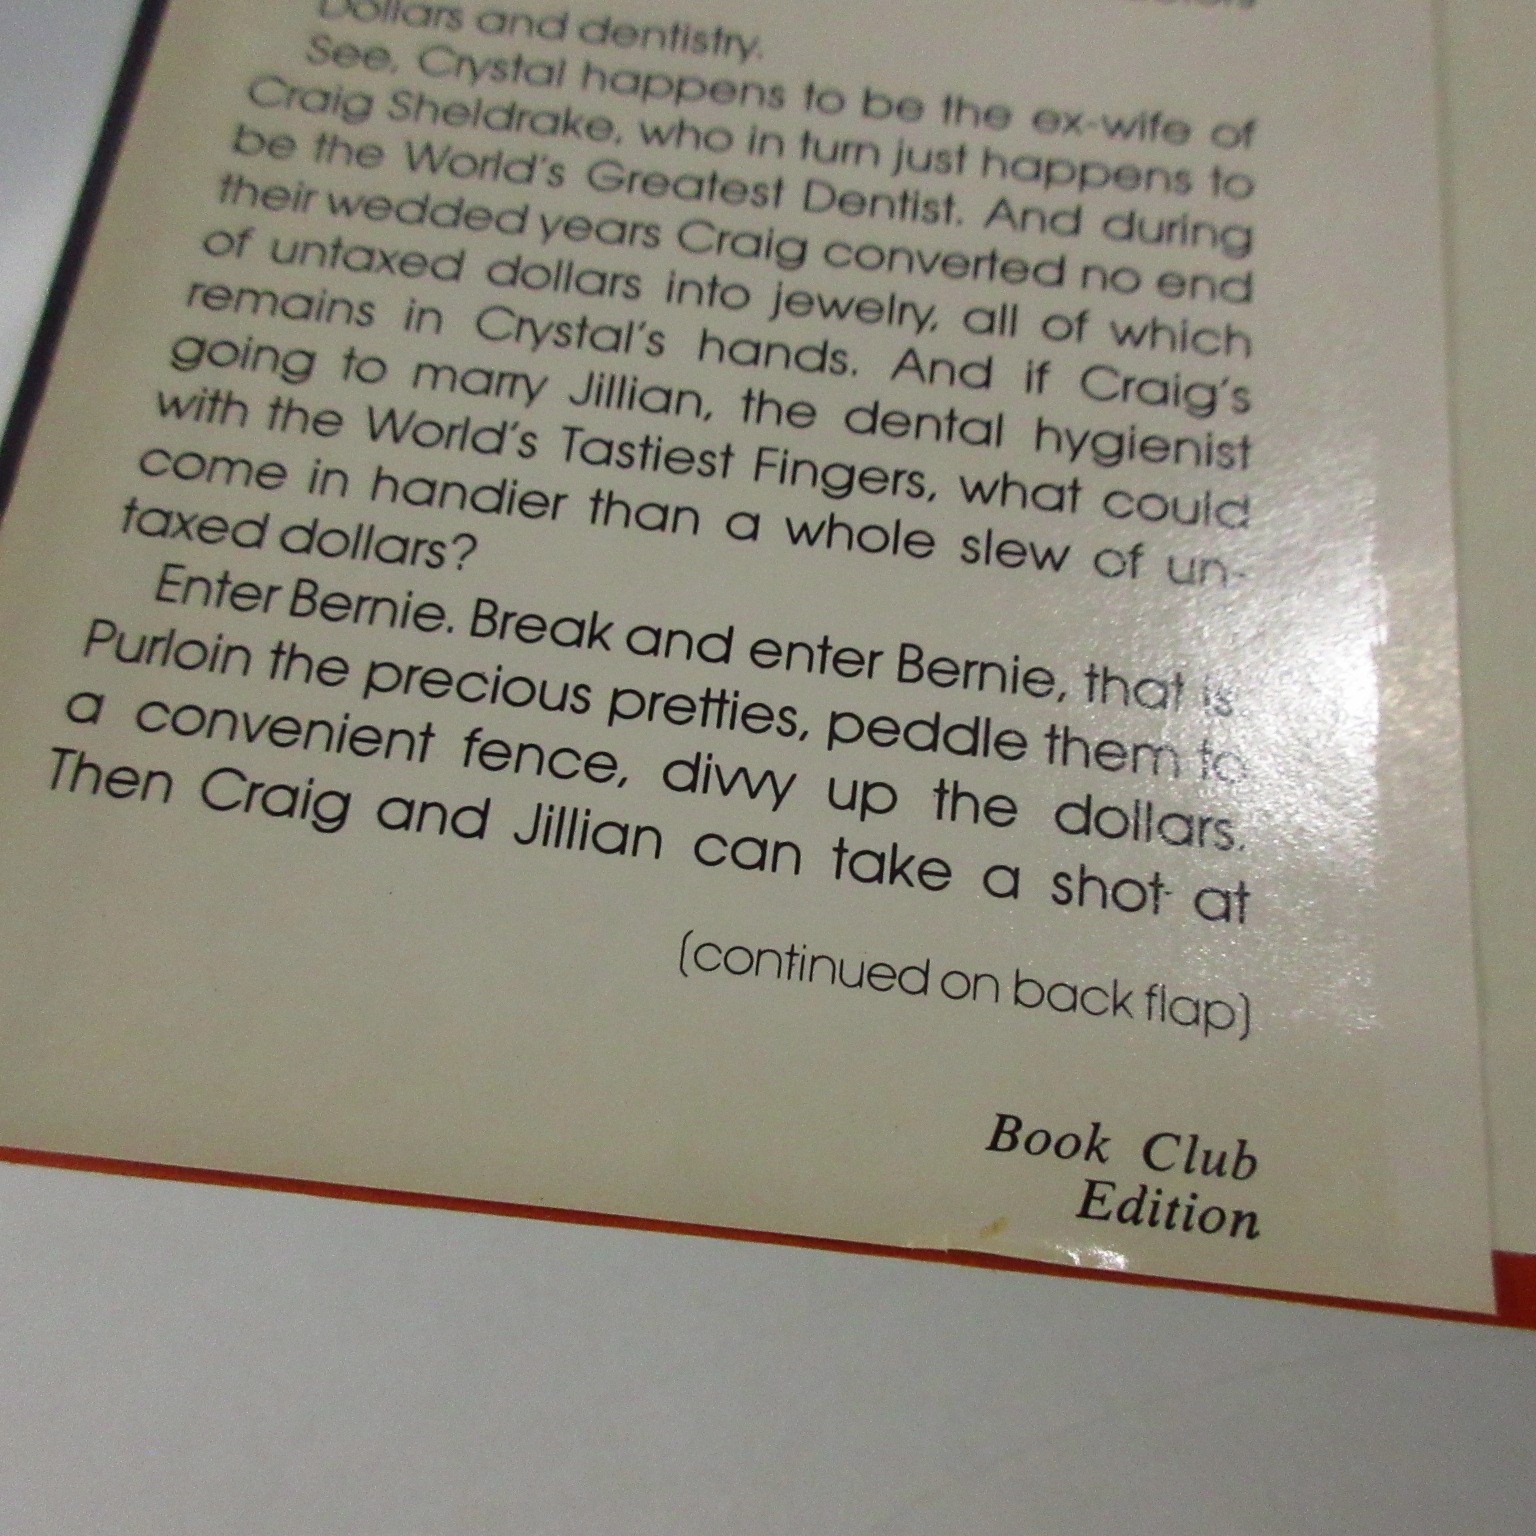 Dollars and dentistry.
See, Crystal happens to be the ex-wife of
Craig Sheldrake, who in turn just happens to
be the World's Greatest Dentist. And during
their wedded years Craig converted no end
of untaxed dollars into jewelry, all of which
remains in Crystal's hands. And if Craig's
going to marry Jillian, the dental hygienist
with the World's Tastiest Fingers, what could
come in handier than a whole slew of un-
taxed dollars?
Enter Bernie. Break and enter Bernie, that is.
Purloin the precious pretties, peddle them to
a convenient fence, divvy up the dollars.
Then Craig and Jillian can take a shot at
(continued on back flap)
Book Club
Edition